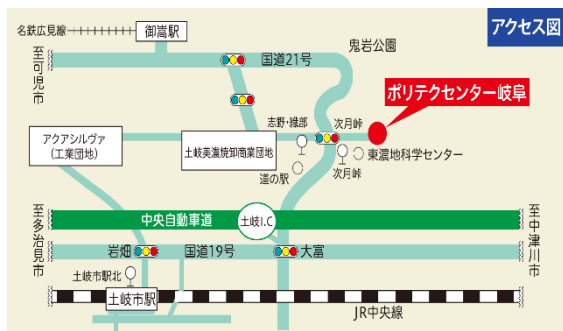 アクセス図
名鉄広見線
御嵩駅
鬼岩公園
至可児市
国道21号
ポリテクセンター岐阜
アクアシルヴァ
(工業団地)
土岐美濃焼卸商業団地
志野・織部
道の駅
次月峠
次月峠
東濃地科学センター
至多治見市
中央自動車道
土岐I.C
至中津川市
岩畑
国道19号
大富
土岐市駅北
土岐市駅
JR中央線